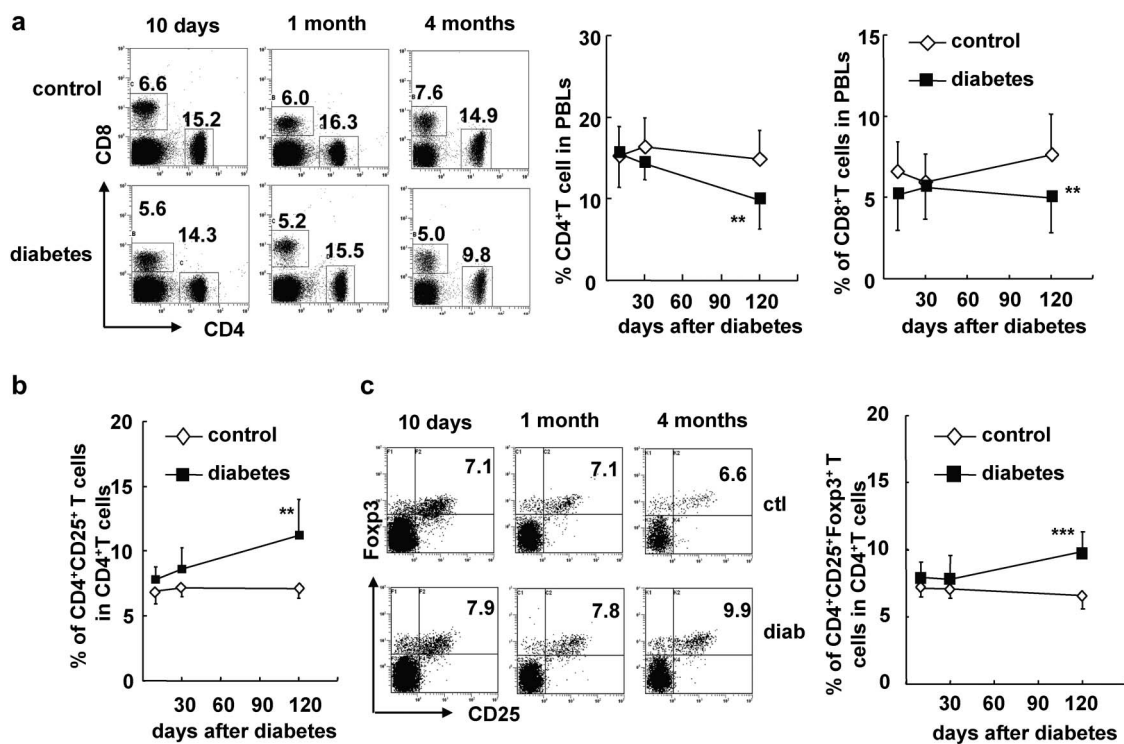 a
10 days 1 month 4 months
control
CD8
6.6
15.2
6.0
16.3
7.6
14.9
diabetes
5.6
14.3
5.2
15.5
5.0
9.8
CD4
% CD4+T cell in PBLs
30
20
10
0
**
30 60 90 120
days after diabetes
% of CD8+T cells in PBLs
15
10
5
0
control
diabetes
**
30 60 90 120
days after diabetes
b
% of CD4+CD25+ T cells
in CD4+T cells
20
15
10
5
0
control
diabetes
**
30 60 90 120
days after diabetes
c
10 days 1 month 4 months
Foxp3
7.1
7.1
6.6
ctl
7.9
7.8
9.9
diab
CD25
% of CD4+CD25+Foxp3+ T
cells in CD4+T cells
20
15
10
5
0
control
diabetes
***
30 60 90 120
days after diabetes